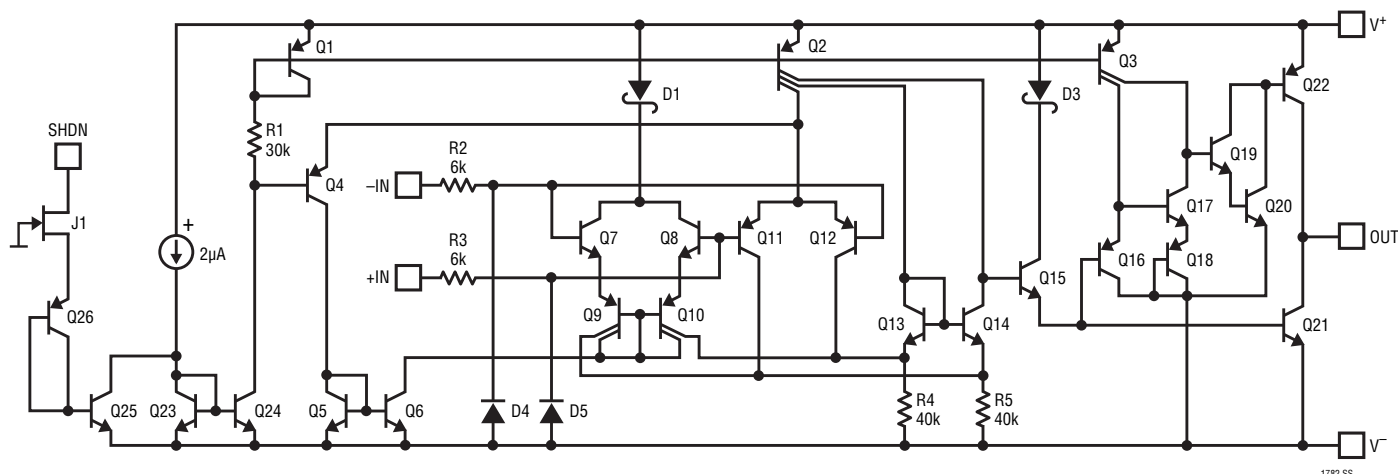 V+
Q1
Q2
Q3
D1
D3
Q22
SHDN
R1
30k
R2
6k
Q19
–IN
Q4
J1
Q17
Q20
+
2µA
Q7
Q8
Q11
Q12
OUT
R3
6k
+IN
Q16
Q18
Q15
Q26
Q9
Q10
Q13
Q14
Q21
Q25
Q23
Q24
Q5
Q6
D4
D5
R4
40k
R5
40k
V–
1782 SS